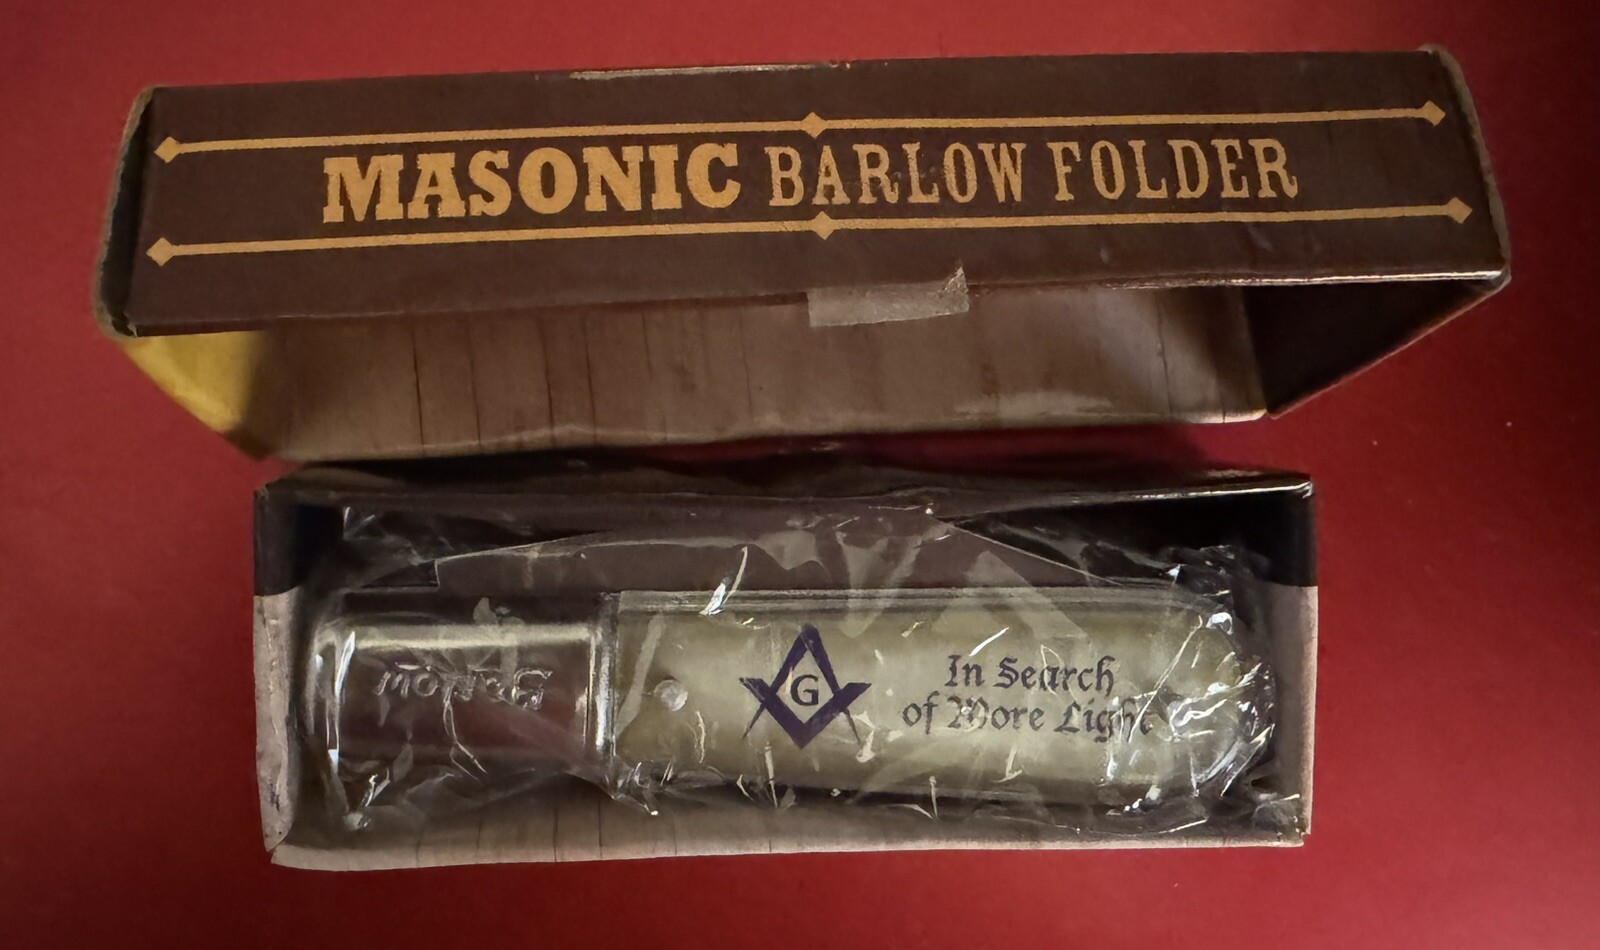 MASONIC BARLOW FOLDER
Barlow
G
In Search
of More Light